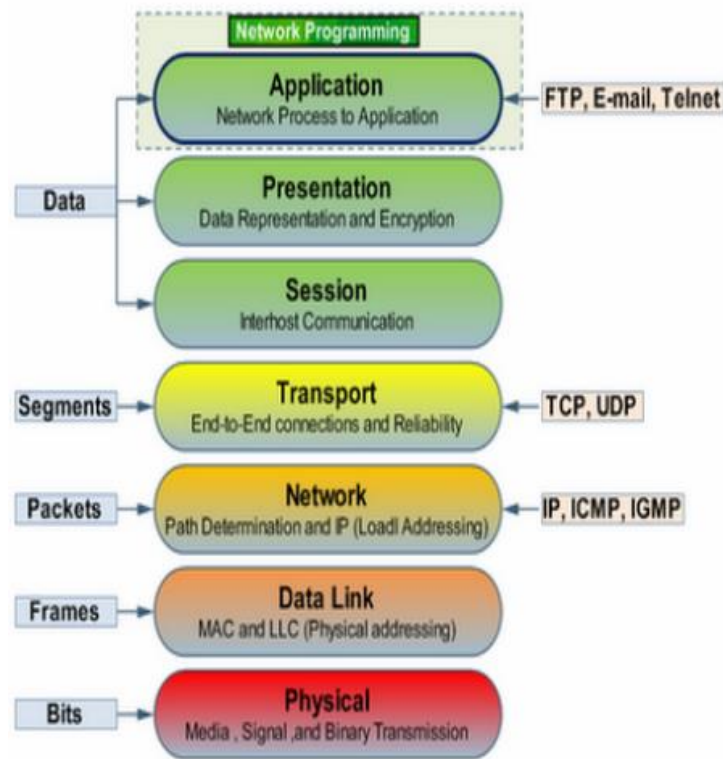 Network Programming
Application
Network Process to Application
FTP, E-mail, Telnet
Presentation
Data Representation and Encryption
Data
Session
Interhost Communication
Segments
Transport
End-to-End connections and Reliability
TCP, UDP
Packets
Network
Path Determination and IP (Loadl Addressing)
IP, ICMP, IGMP
Frames
Data Link
MAC and LLC (Physical addressing)
Bits
Physical
Media , Signal ,and Binary Transmission